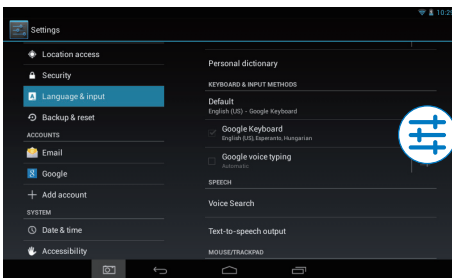 10:29
Settings
Location access
Security
Language & input
Backup & reset
ACCOUNTS
Email
Google
Add account
SYSTEM
Date & time
Accessibility
Personal dictionary
KEYBOARD & INPUT METHODS
Default
English (US) - Google Keyboard
Google Keyboard
English (US), Esperanto, Hungarian
Google voice typing
Automatic
SPEECH
Voice Search
Text-to-speech output
MOUSE/TRACKPAD